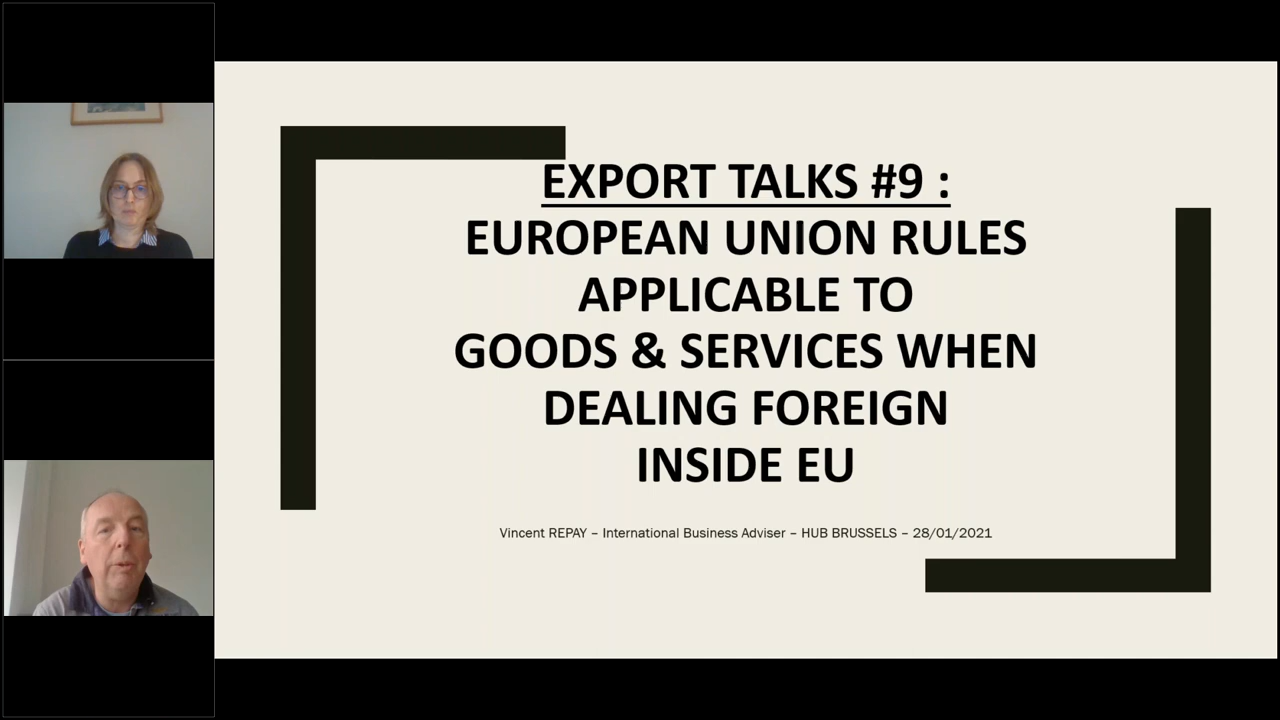 EXPORT TALKS #9 :
EUROPEAN UNION RULES
APPLICABLE TO
GOODS & SERVICES WHEN
DEALING FOREIGN
INSIDE EU
Vincent REPAY – International Business Adviser – HUB BRUSSELS – 28/01/2021